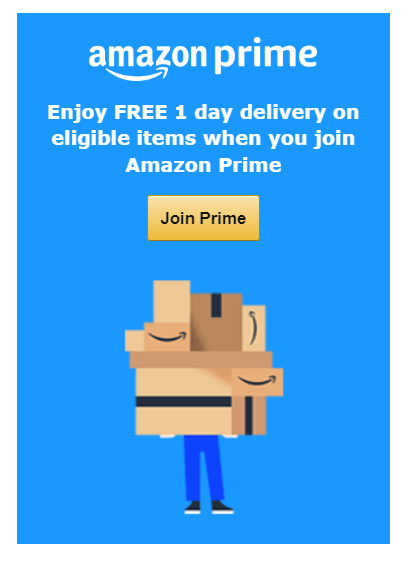 amazon prime
Enjoy FREE 1 day delivery on
eligible items when you join
Amazon Prime
Join Prime